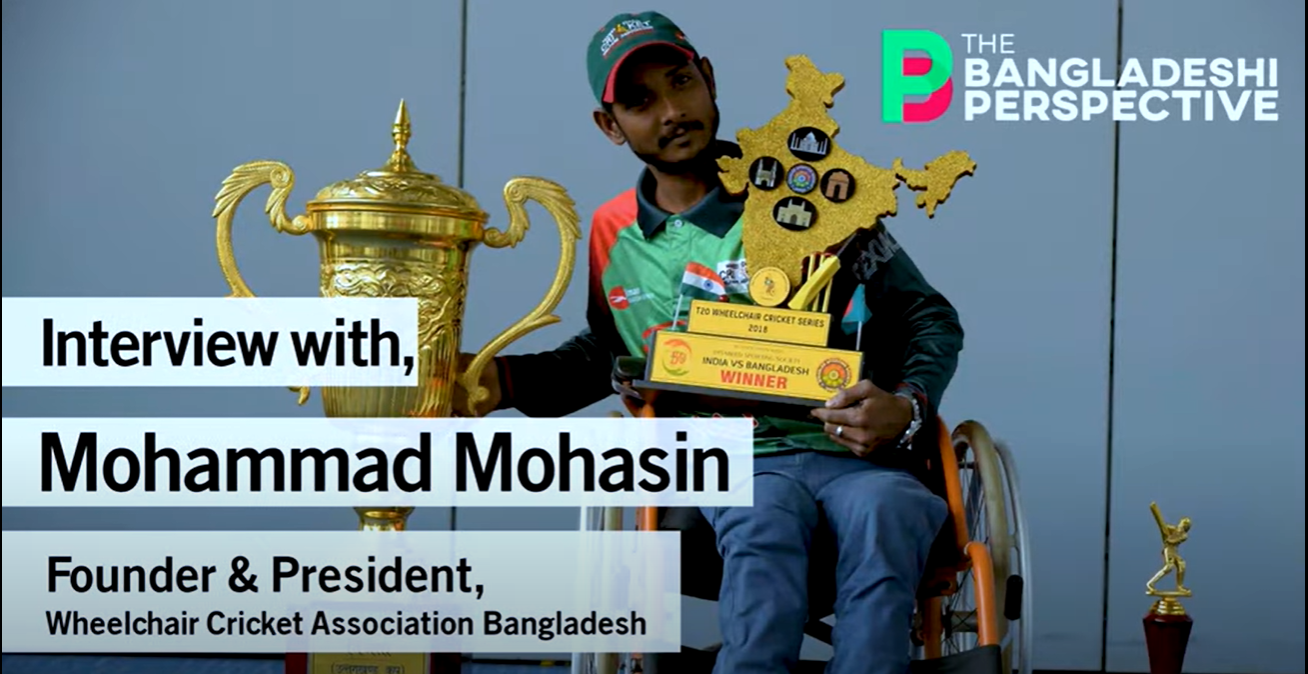 THE
BANGLADESHI
PERSPECTIVE
T20 WHEELCHAIR CRICKET SERIES
2018
INDIA VS BANGLADESH
WINNER
Interview with,
Mohammad Mohasin
Founder & President,
Wheelchair Cricket Association Bangladesh